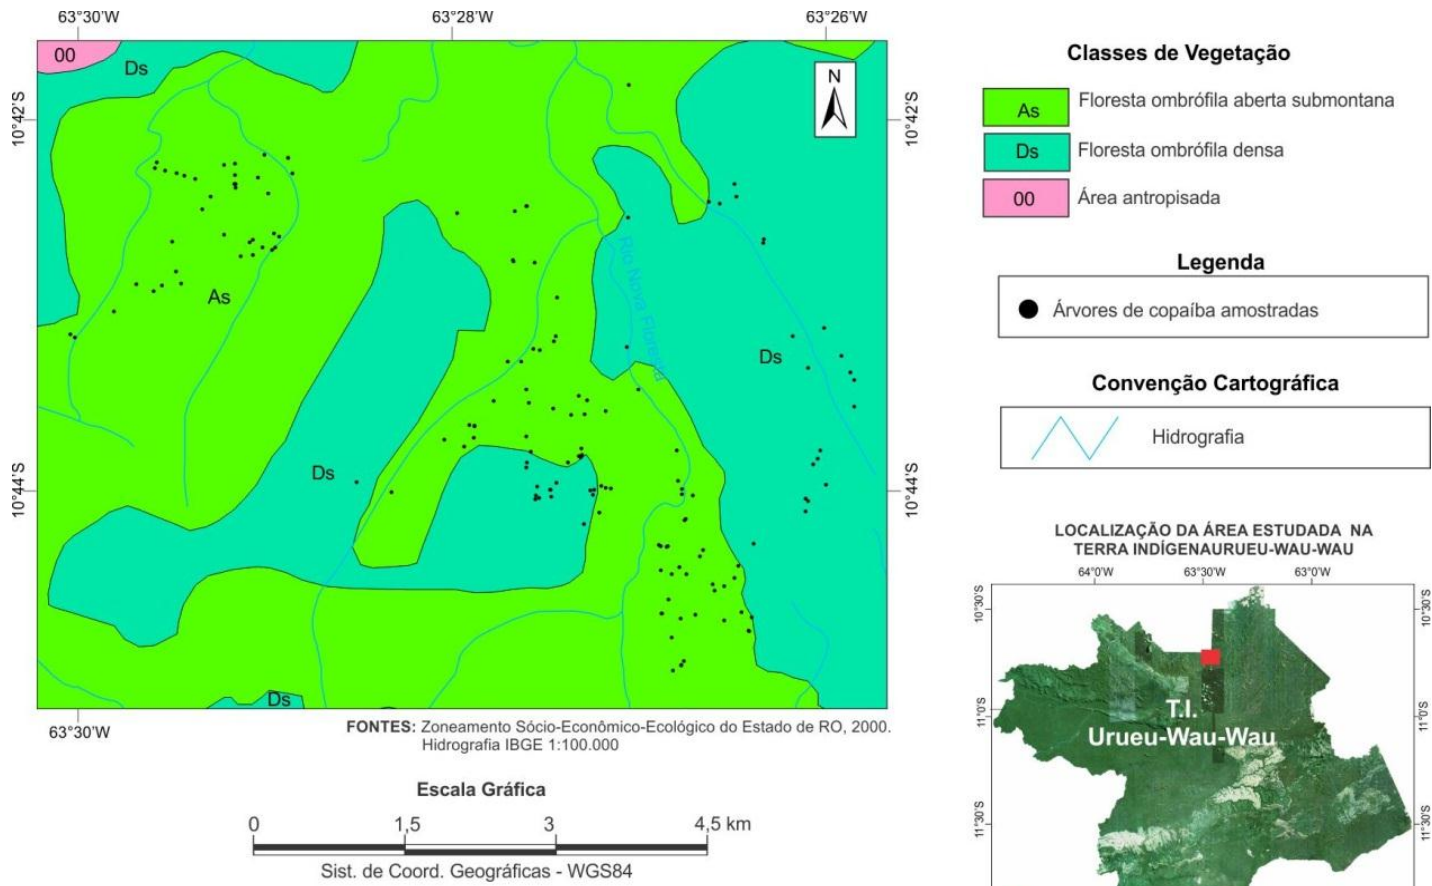 63°30'W 63°28'W 63°26'W
00
Ds
N
10°42'S
10°42'S
As
Rio Nova Floresta
Ds
Ds
10°44'S
10°44'S
Ds
63°30'W
FONTES: Zoneamento Sócio-Econômico-Ecológico do Estado de RO, 2000.
Hidrografia IBGE 1:100.000
Escala Gráfica
0 1,5 3 4,5 km
Sist. de Coord. Geográficas - WGS84
Classes de Vegetação
As Floresta ombrófila aberta submontana
Ds Floresta ombrófila densa
00 Área antropisada
Legenda
Árvores de copaíba amostradas
Convenção Cartográfica
Hidrografia
LOCALIZAÇÃO DA ÁREA ESTUDADA NA
TERRA INDÍGENAURUEU-WAU-WAU
64°0'W 63°30'W 63°0'W
10°30'S
10°30'S
T.I.
Urueu-Wau-Wau
11°0'S
11°0'S
11°30'S
11°30'S